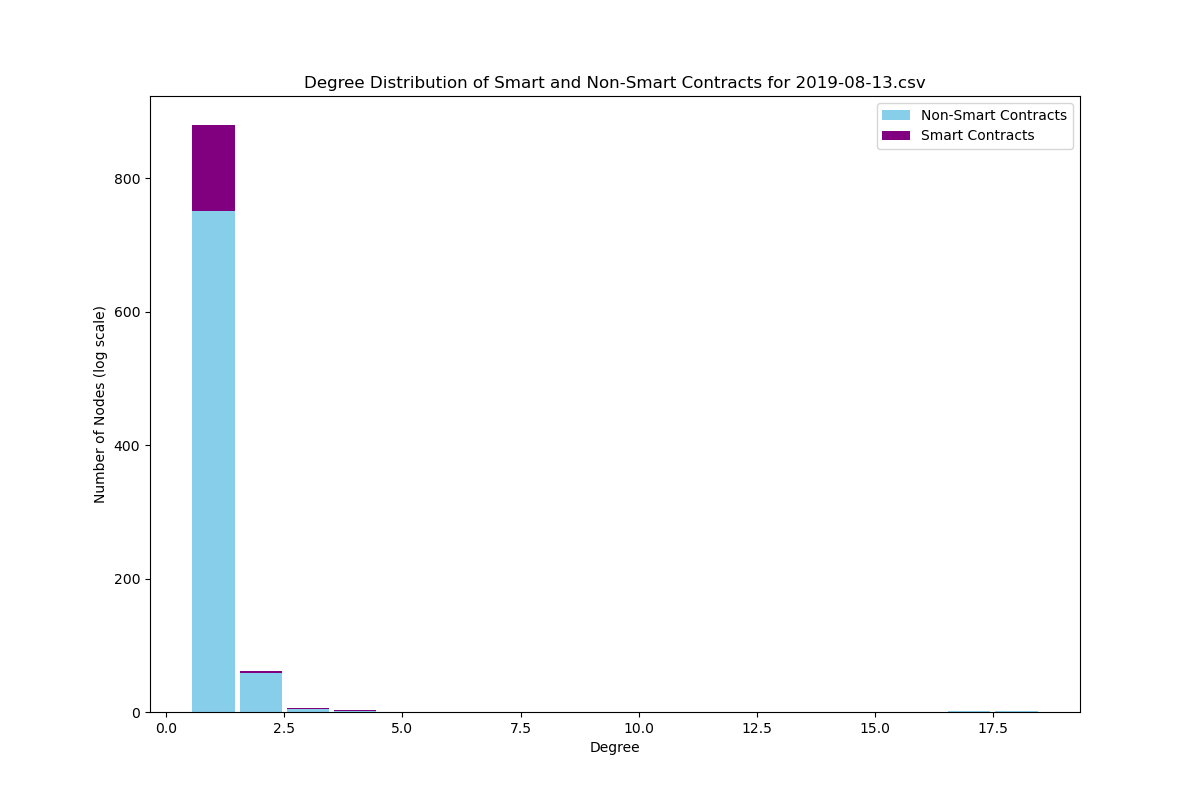 Degree Distribution of Smart and Non-Smart Contracts for 2019-08-13.csv
Non-Smart Contracts
Smart Contracts
Number of Nodes (log scale)
800
600
400
200
0
0.0 2.5 5.0 7.5 10.0 12.5 15.0 17.5
Degree